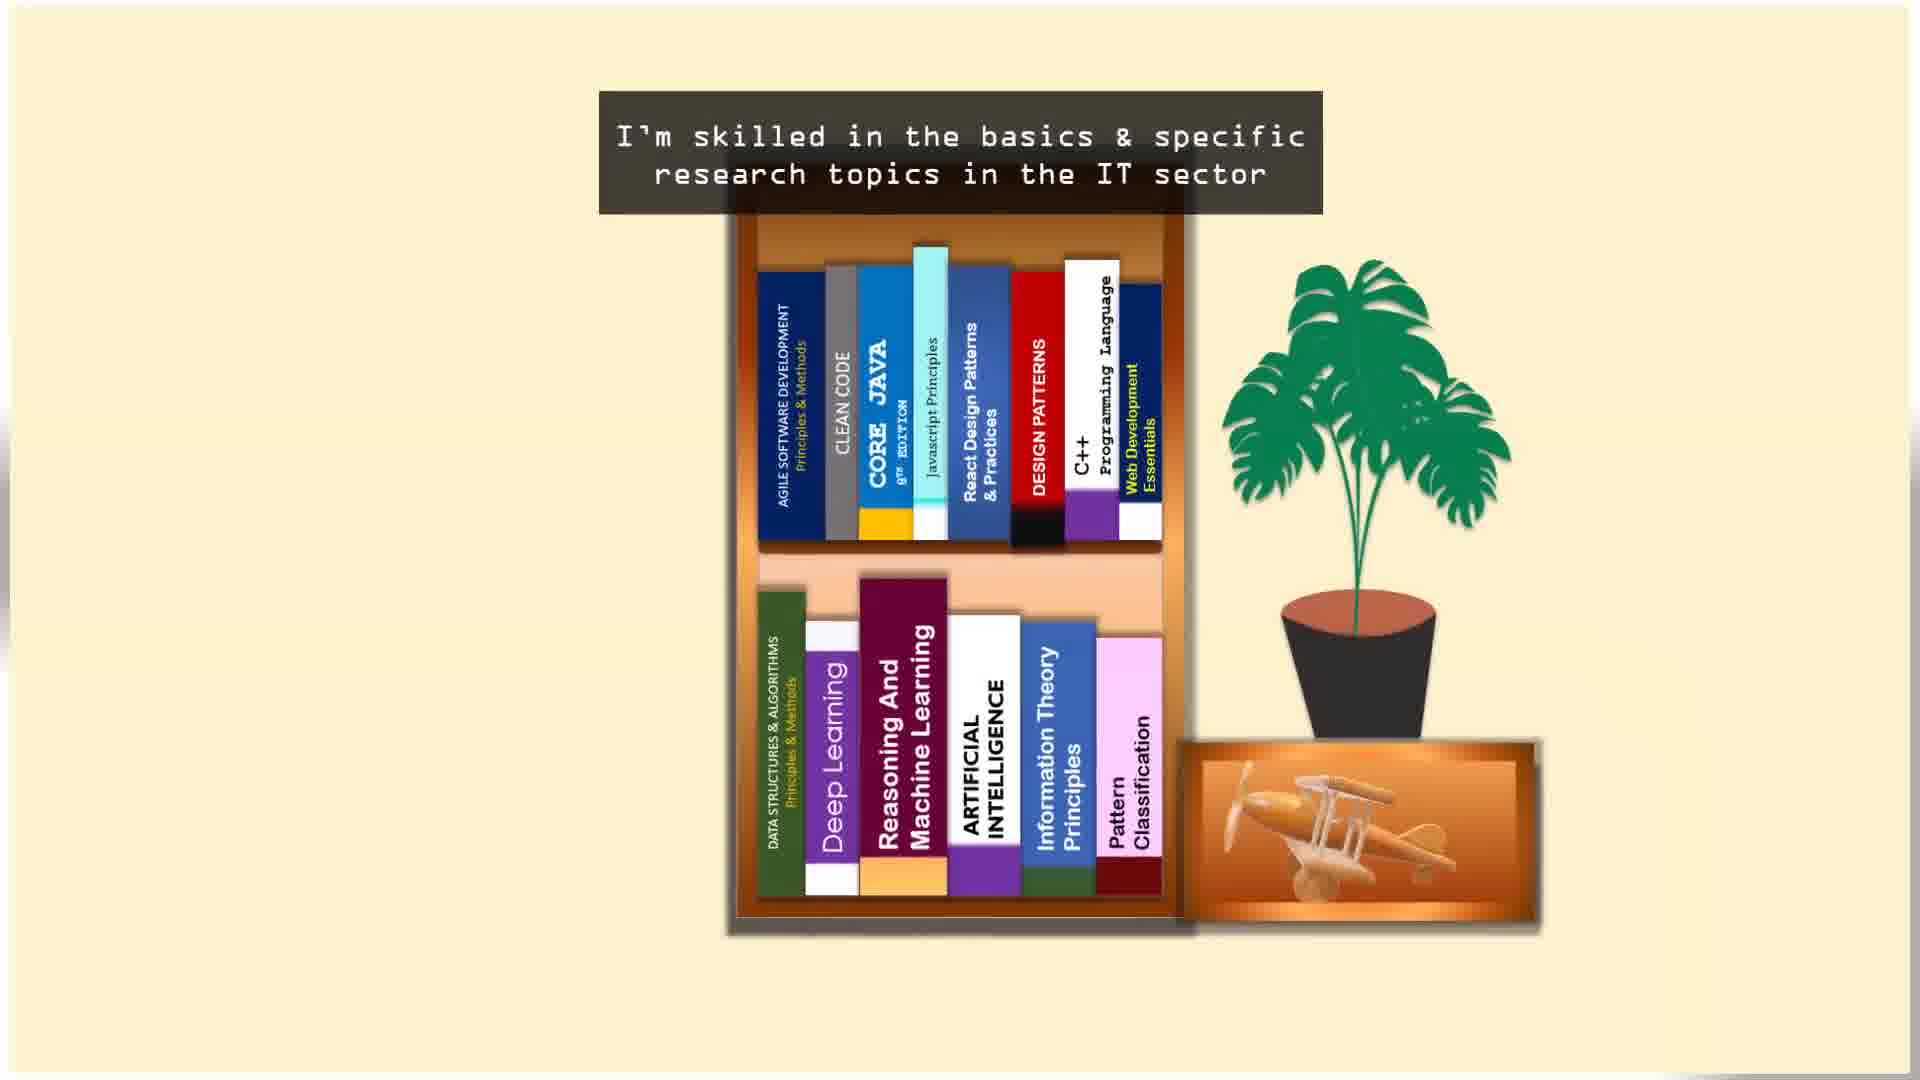 I'm skilled in the basics & specific
research topics in the IT sector
AGILE SOFTWARE DEVELOPMENT
Principles & Methods
CLEAN CODE
CORE JAVA
9TH EDITION
Javascript Principles
React Design Patterns
& Practices
DESIGN PATTERNS
C++
Programming Language
Web Development
Essentials
DATA STRUCTURES & ALGORITHMS
Principles & Methods
Deep Learning
Reasoning And
Machine Learning
ARTIFICIAL
INTELLIGENCE
Information Theory
Principles
Pattern
Classification